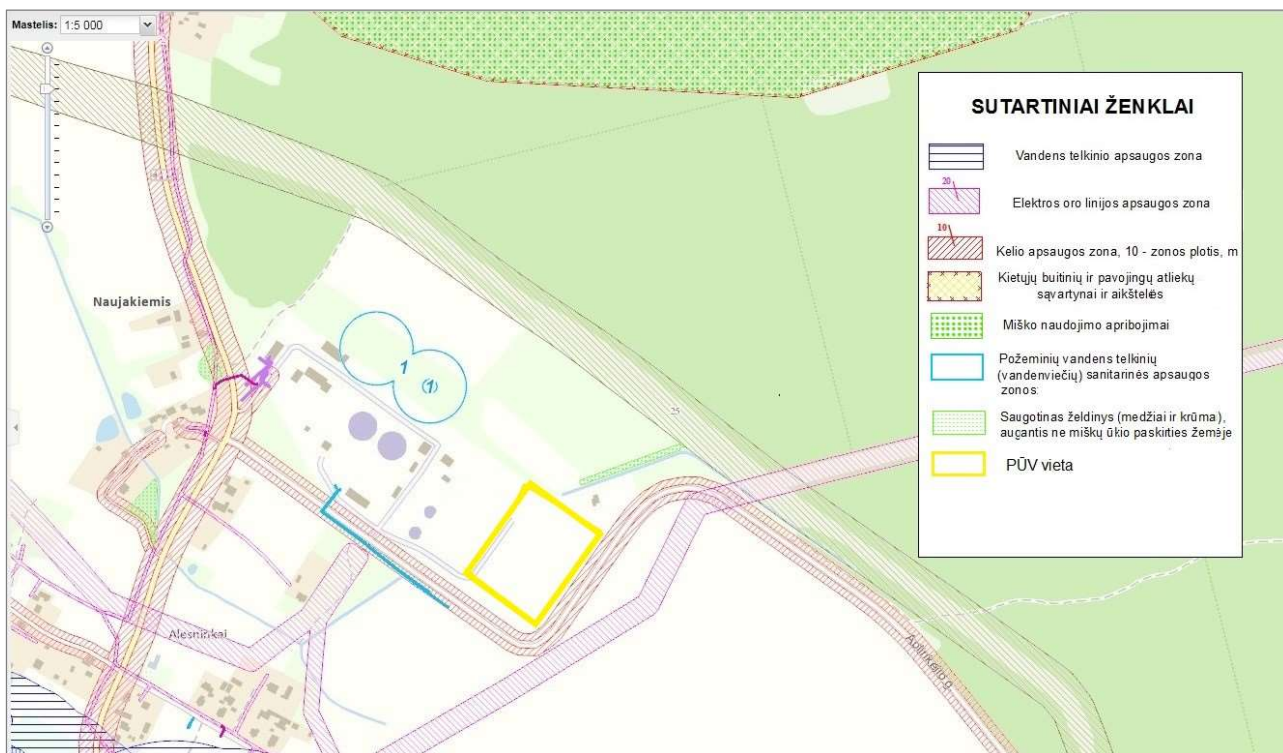 Mastelis: 1:5 000
Naujakiemis
1
(1)
25
Alesninkai
Aplinkkelio g.
SUTARTINIAI ŽENKLAI
Vandens telkinio apsaugos zona
20
Elektros oro linijos apsaugos zona
10
Kelio apsaugos zona, 10 - zonos plotis, m
Kietųjų buitinių ir pavojingų atliekų
sąvartynai ir aikštelės
Miško naudojimo apribojimai
Požeminių vandens telkinių
(vandenviečių) sanitarinės apsaugos
zonos:
Saugotinas želdinys (medžiai ir krūma),
augantis ne miškų ūkio paskirties žemėje
PŪV vieta